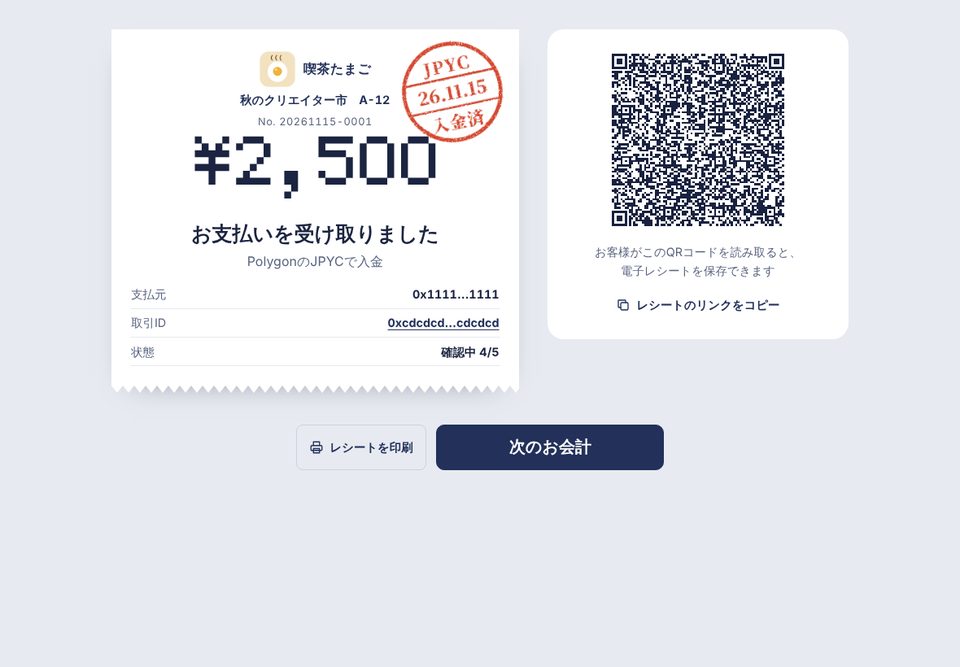 喫茶たまご
秋のクリエイター市 A-12
No. 20261115-0001
JPYC
26.11.15
入金済
¥2,500
お支払いを受け取りました
PolygonのJPYCで入金
支払元 0x1111...1111
取引ID 0xcdcdcd...cdcdcd
状態 確認中 4/5
お客様がこのQRコードを読み取ると、
電子レシートを保存できます
レシートのリンクをコピー
レシートを印刷
次のお会計